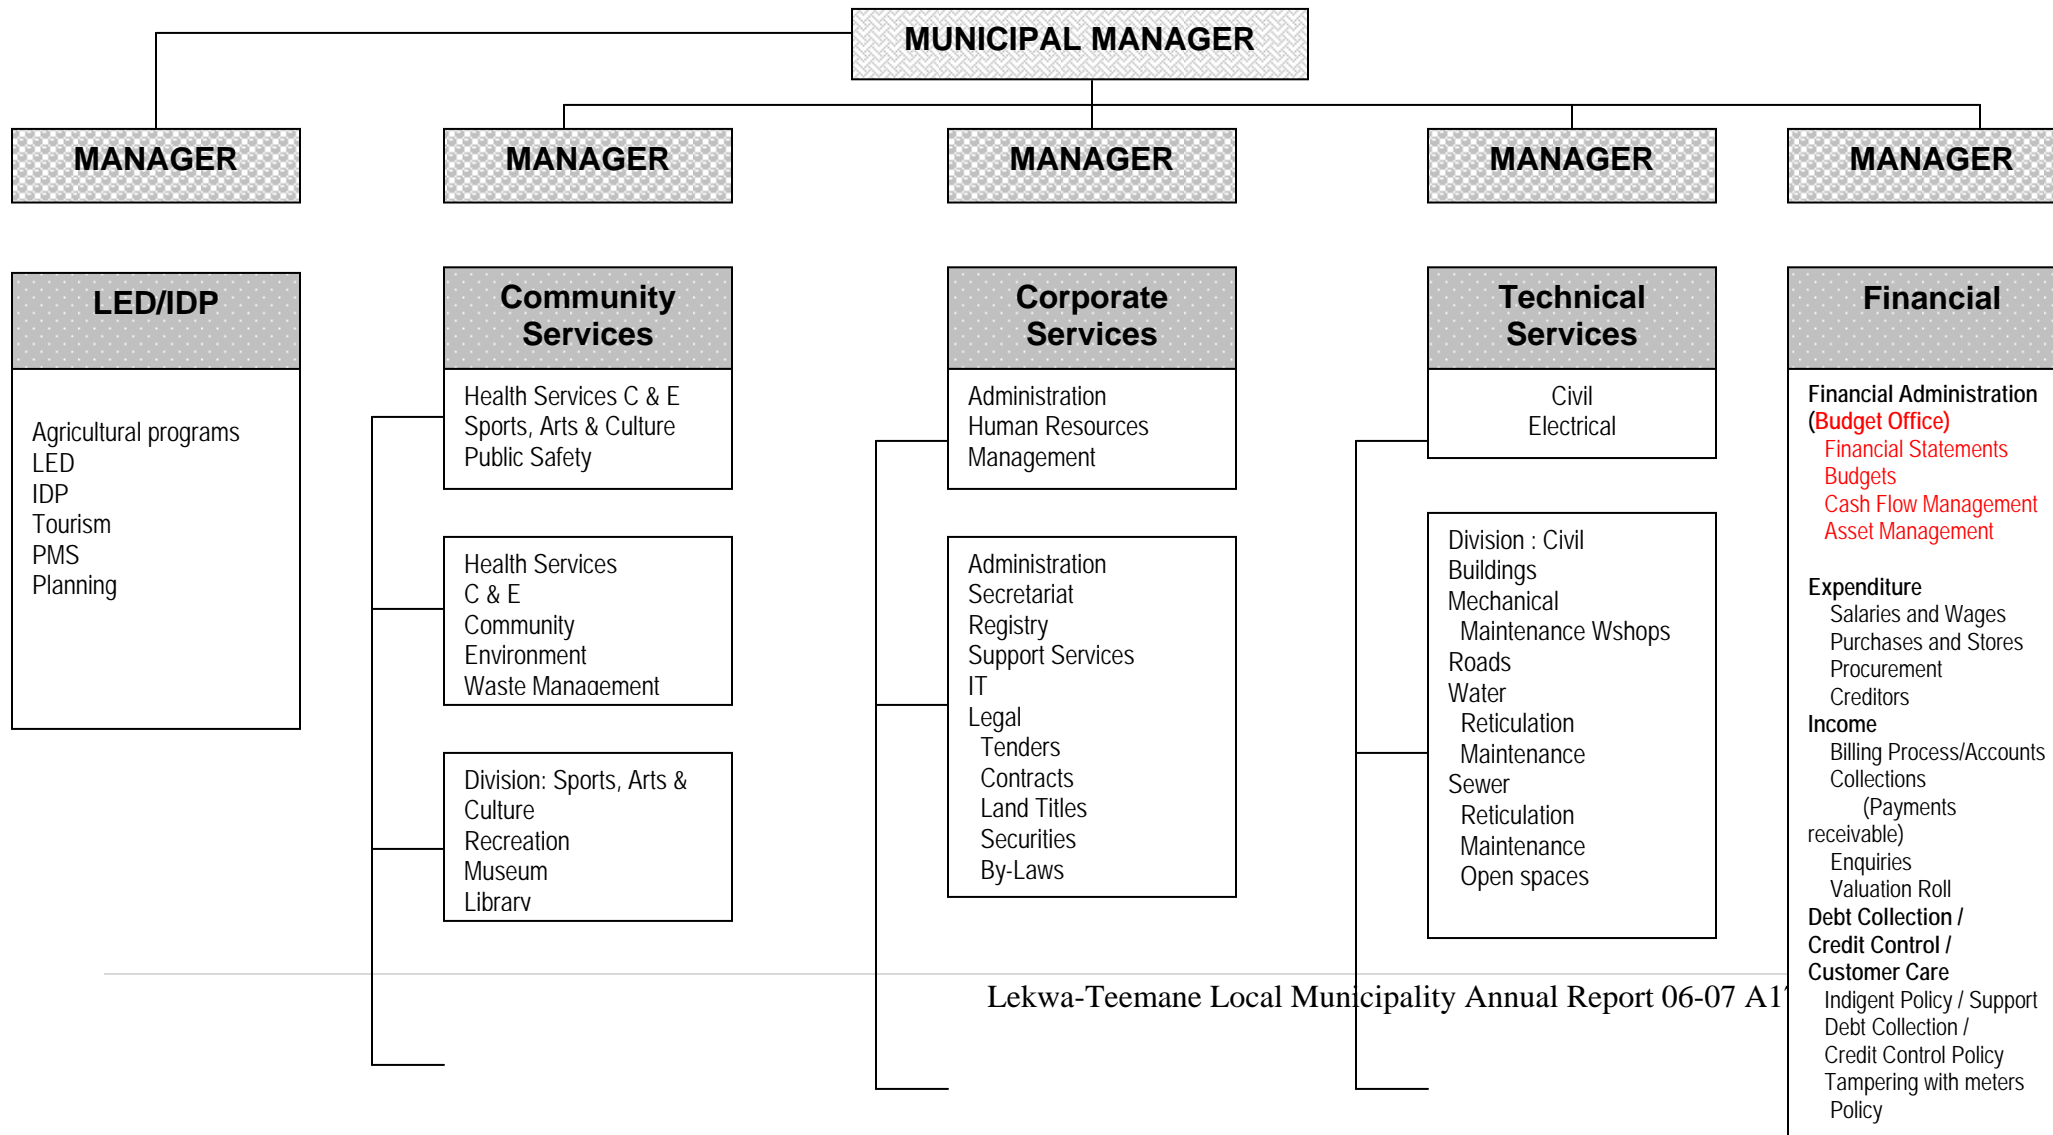 MUNICIPAL MANAGER
MANAGER
MANAGER
MANAGER
MANAGER
MANAGER
LED/IDP
Agricultural programs
LED
IDP
Tourism
PMS
Planning
Community
Services
Health Services C & E
Sports, Arts & Culture
Public Safety
Health Services
C & E
Community
Environment
Waste Management
Division: Sports, Arts &
Culture
Recreation
Museum
Library
Corporate
Services
Administration
Human Resources
Management
Administration
Secretariat
Registry
Support Services
IT
Legal
Tenders
Contracts
Land Titles
Securities
By-Laws
Technical
Services
Civil
Electrical
Division : Civil
Buildings
Mechanical
Maintenance Wshops
Roads
Water
Reticulation
Maintenance
Sewer
Reticulation
Maintenance
Open spaces
Financial
Financial Administration
(Budget Office)
Financial Statements
Budgets
Cash Flow Management
Asset Management
Expenditure
Salaries and Wages
Purchases and Stores
Procurement
Creditors
Income
Billing Process/Accounts
Collections
(Payments
receivable)
Enquiries
Valuation Roll
Debt Collection /
Credit Control /
Customer Care
Indigent Policy / Support
Debt Collection /
Credit Control Policy
Tampering with meters
Policy
Lekwa-Teemane Local Municipality Annual Report 06-07